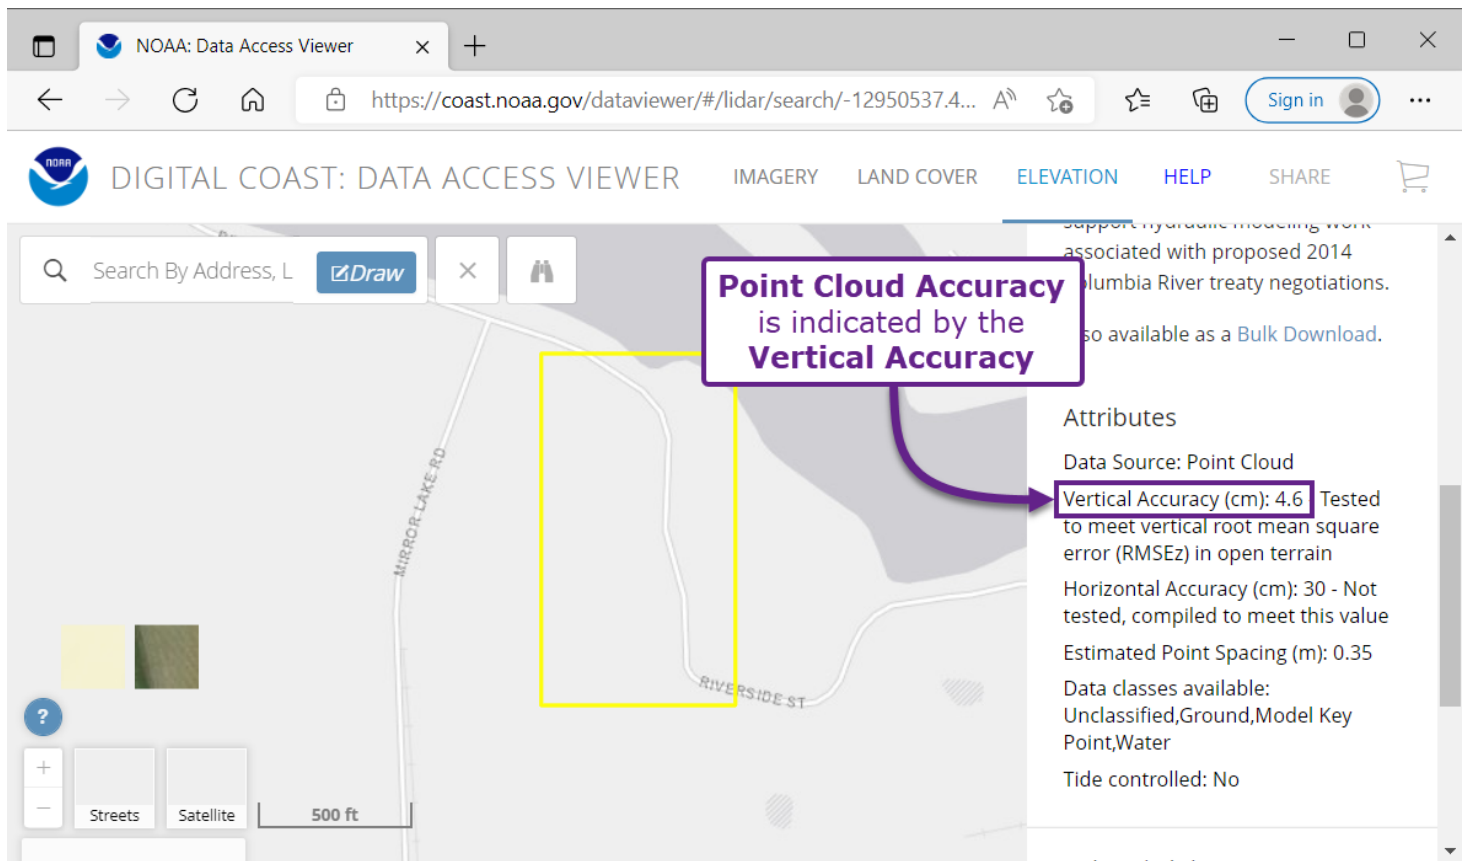 NOAA: Data Access Viewer
https://coast.noaa.gov/dataviewer/#/lidar/search/-12950537.4...
Sign in
NOAA
DIGITAL COAST: DATA ACCESS VIEWER
IMAGERY
LAND COVER
ELEVATION
HELP
SHARE
Search By Address, L
Draw
support hydraulic modeling work
associated with proposed 2014
olumbia River treaty negotiations.
so available as a Bulk Download.
Point Cloud Accuracy
is indicated by the
Vertical Accuracy
Attributes
Data Source: Point Cloud
Vertical Accuracy (cm): 4.6 - Tested
to meet vertical root mean square
error (RMSEz) in open terrain
Horizontal Accuracy (cm): 30 - Not
tested, compiled to meet this value
Estimated Point Spacing (m): 0.35
Data classes available:
Unclassified,Ground,Model Key
Point,Water
Tide controlled: No
MIRROR LAKE RD
RIVERSIDE ST
?
+
−
Streets
Satellite
500 ft